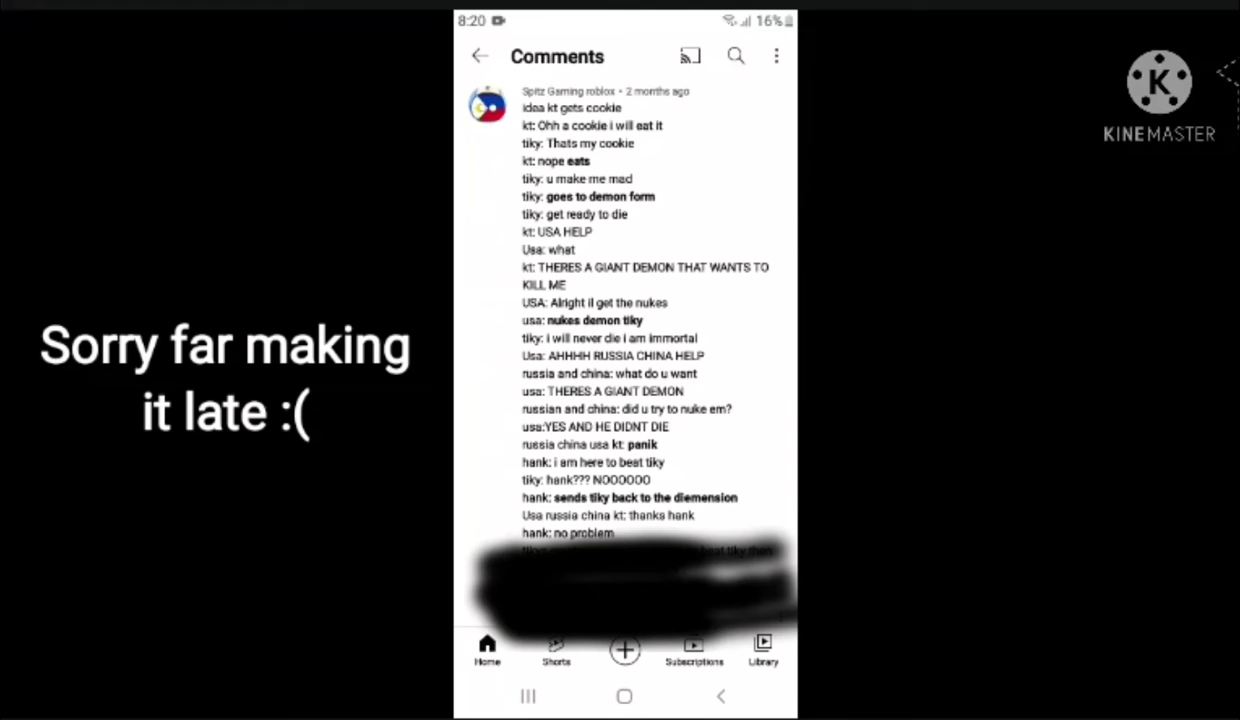 8:20
16%
Comments
Spitz Gaming roblox • 2 months ago
idea kt gets cookie
kt: Ohh a cookie i will eat it
tiky: Thats my cookie
kt: nope eats
tiky: u make me mad
tiky: goes to demon form
tiky: get ready to die
kt: USA HELP
Usa: what
kt: THERES A GIANT DEMON THAT WANTS TO
KILL ME
USA: Alright il get the nukes
usa: nukes demon tiky
tiky: i will never die i am immortal
Usa: AHHHH RUSSIA CHINA HELP
russia and china: what do u want
usa: THERES A GIANT DEMON
russian and china: did u try to nuke em?
usa:YES AND HE DIDNT DIE
russia china usa kt: panik
hank: i am here to beat tiky
tiky: hank??? NOOOOOO
hank: sends tiky back to the diemension
Usa russia china kt: thanks hank
hank: no problem
beat tiky then
Home
Shorts
Subscriptions
Library
Sorry far making
it late :(
K
KINEMASTER